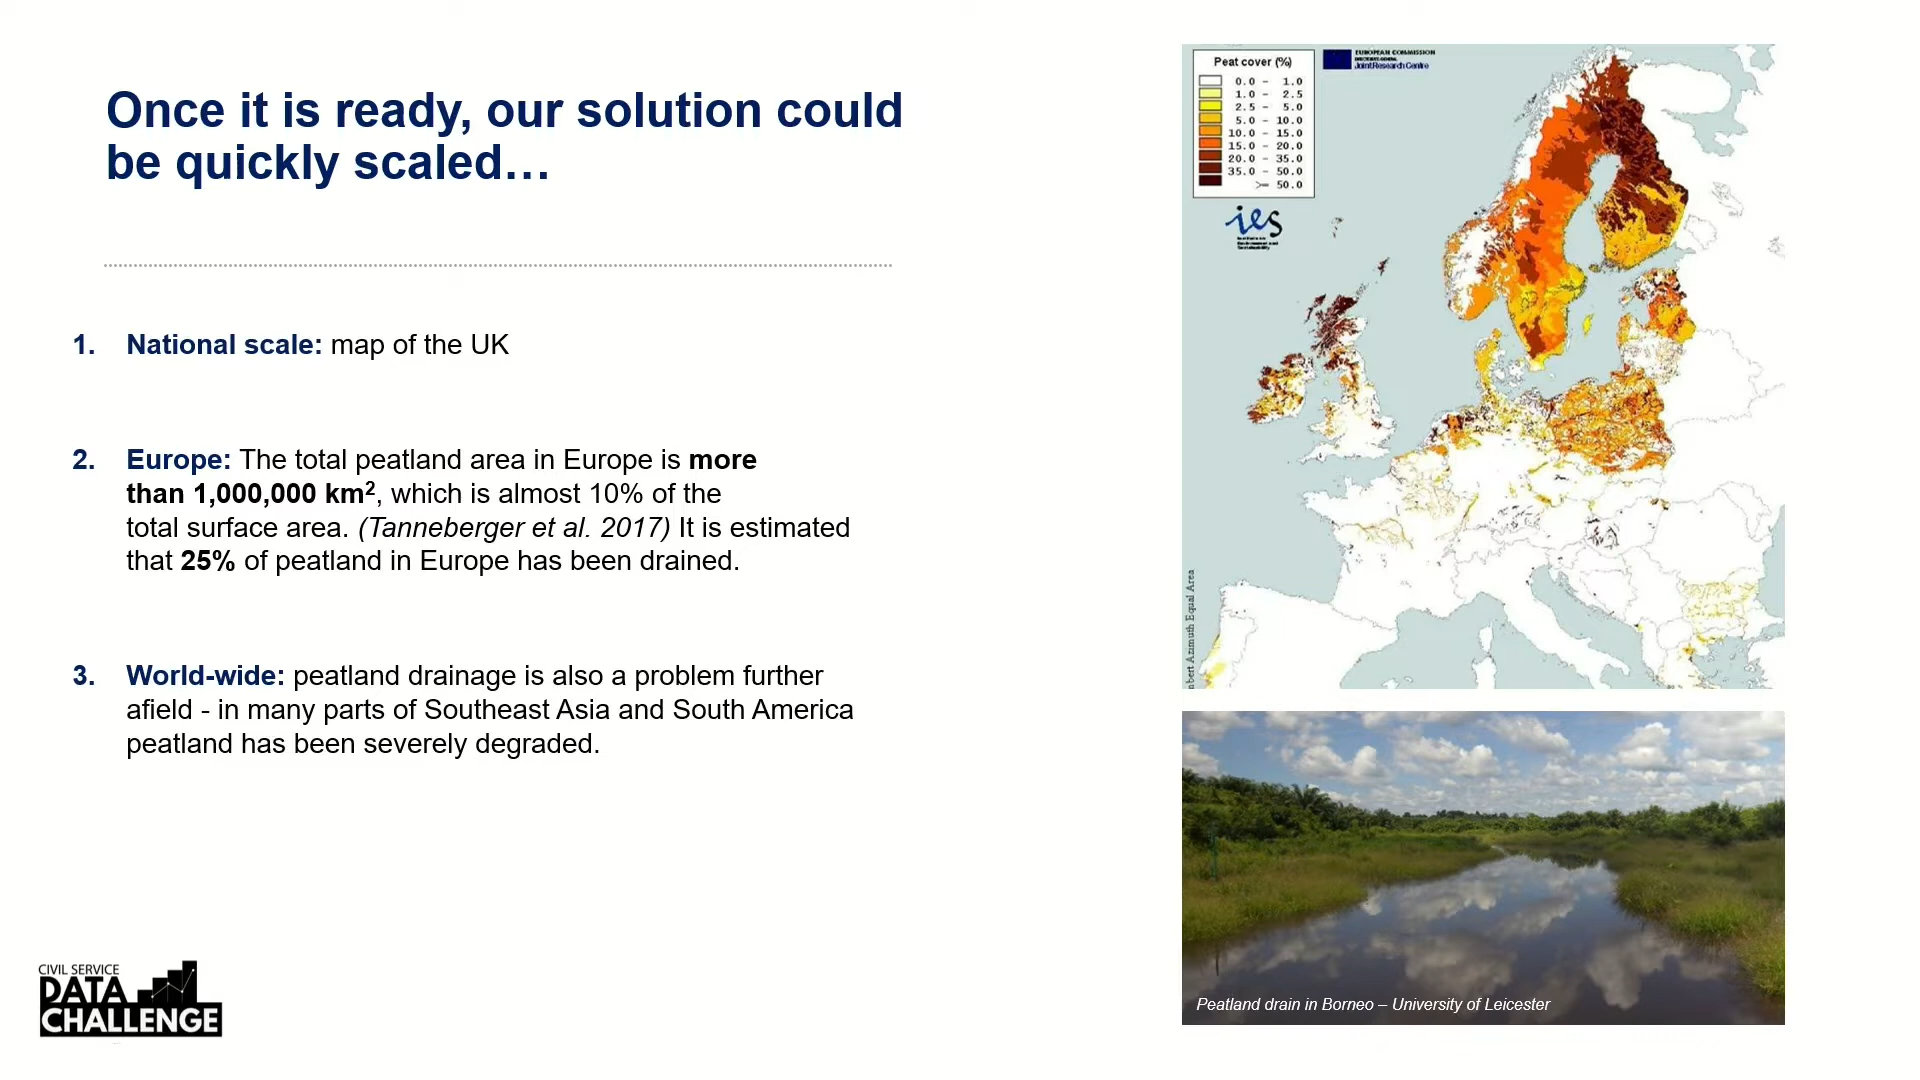 Once it is ready, our solution could
be quickly scaled…
1. National scale: map of the UK
2. Europe: The total peatland area in Europe is more
than 1,000,000 km², which is almost 10% of the
total surface area. (Tanneberger et al. 2017) It is estimated
that 25% of peatland in Europe has been drained.
3. World-wide: peatland drainage is also a problem further
afield - in many parts of Southeast Asia and South America
peatland has been severely degraded.
CIVIL SERVICE
DATA
CHALLENGE
Peat cover (%)
0.0 - 1.0
1.0 - 2.5
2.5 - 5.0
5.0 - 10.0
10.0 - 15.0
15.0 - 20.0
20.0 - 35.0
35.0 - 50.0
>= 50.0
EUROPEAN COMMISSION
DIRECTORATE-GENERAL
Joint Research Centre
ies
bert Azimuth Equal Area
Peatland drain in Borneo – University of Leicester